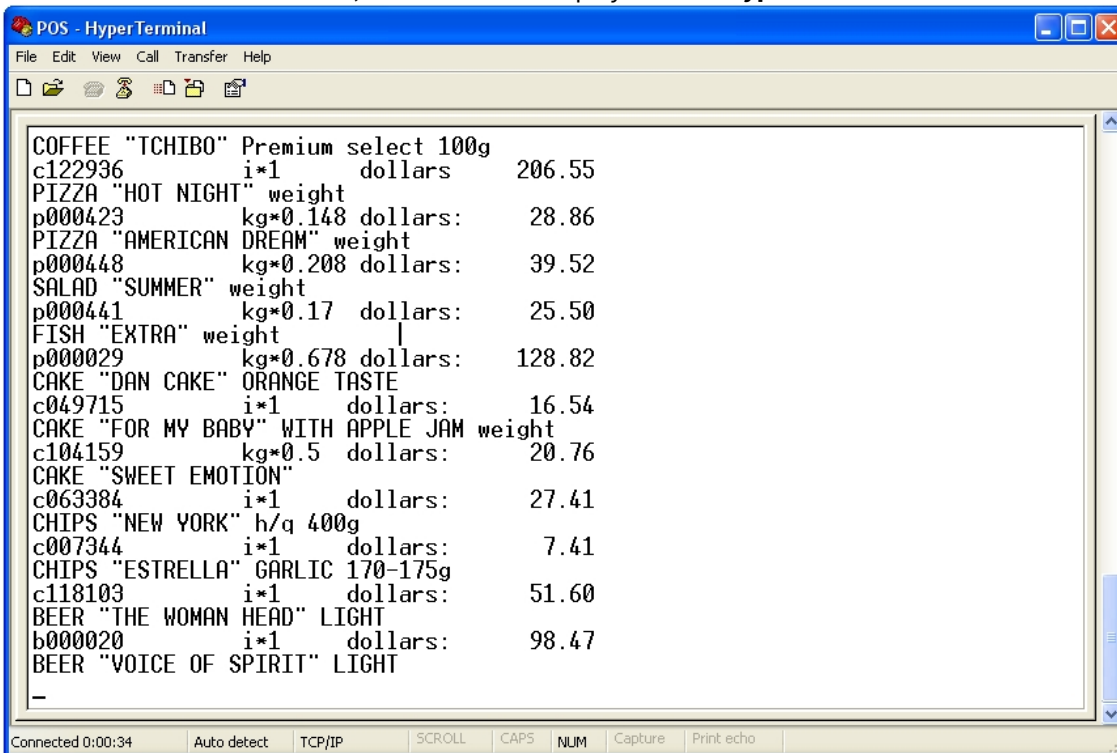 POS - HyperTerminal
File Edit View Call Transfer Help
COFFEE "TCHIBO" Premium select 100g
c122936 i*1 dollars 206.55
PIZZA "HOT NIGHT" weight
p000423 kg*0.148 dollars: 28.86
PIZZA "AMERICAN DREAM" weight
p000448 kg*0.208 dollars: 39.52
SALAD "SUMMER" weight
p000441 kg*0.17 dollars: 25.50
FISH "EXTRA" weight
p000029 kg*0.678 dollars: 128.82
CAKE "DAN CAKE" ORANGE TASTE
c049715 i*1 dollars: 16.54
CAKE "FOR MY BABY" WITH APPLE JAM weight
c104159 kg*0.5 dollars: 20.76
CAKE "SWEET EMOTION"
c063384 i*1 dollars: 27.41
CHIPS "NEW YORK" h/q 400g
c007344 i*1 dollars: 7.41
CHIPS "ESTRELLA" GARLIC 170-175g
c118103 i*1 dollars: 51.60
BEER "THE WOMAN HEAD" LIGHT
b000020 i*1 dollars: 98.47
BEER "VOICE OF SPIRIT" LIGHT
_
Connected 0:00:34 Auto detect TCP/IP SCROLL CAPS NUM Capture Print echo